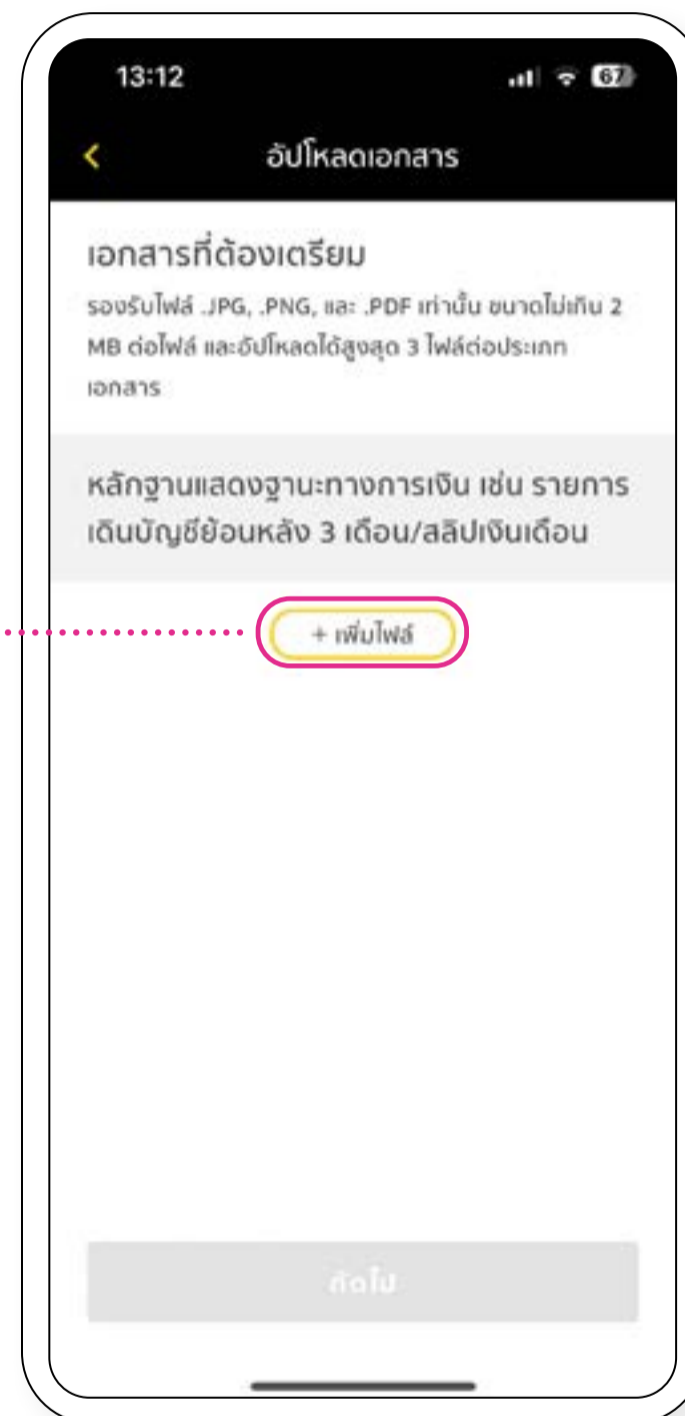 13:12
67
อัปโหลดเอกสาร
เอกสารที่ต้องเตรียม
รองรับไฟล์ .JPG, .PNG, และ .PDF เท่านั้น ขนาดไม่เกิน 2
MB ต่อไฟล์ และอัปโหลดได้สูงสุด 3 ไฟล์ต่อประเภท
เอกสาร
หลักฐานแสดงฐานะทางการเงิน เช่น รายการ
เดินบัญชีย้อนหลัง 3 เดือน/สลิปเงินเดือน
+ เพิ่มไฟล์
ถัดไป